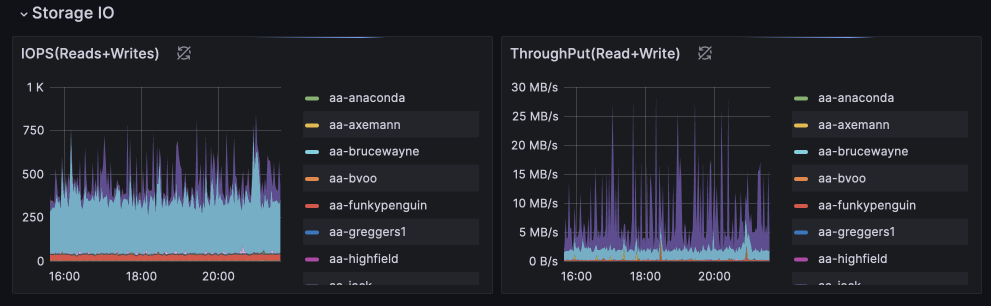 Storage IO
IOPS(Reads+Writes)
1 K
750
500
250
0
16:00 18:00 20:00
aa-anaconda
aa-axemann
aa-brucewayne
aa-bvoo
aa-funkypenguin
aa-greggers1
aa-highfield
ThroughPut(Read+Write)
30 MB/s
25 MB/s
20 MB/s
15 MB/s
10 MB/s
5 MB/s
0 B/s
16:00 18:00 20:00
aa-anaconda
aa-axemann
aa-brucewayne
aa-bvoo
aa-funkypenguin
aa-greggers1
aa-highfield